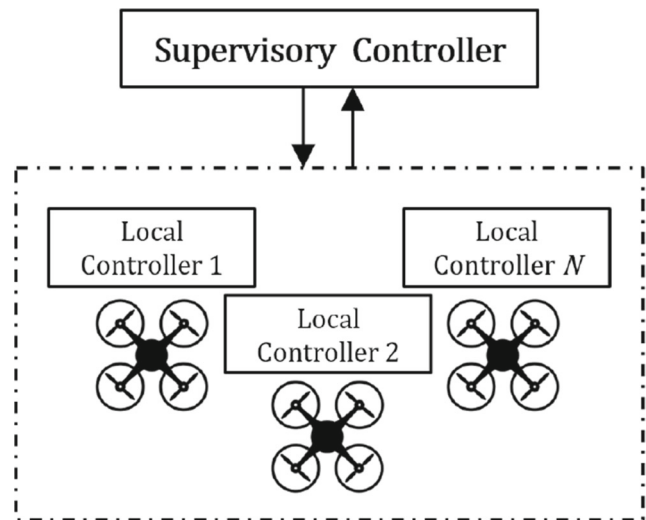 Supervisory Controller
Local
Controller 1
Local
Controller N
Local
Controller 2